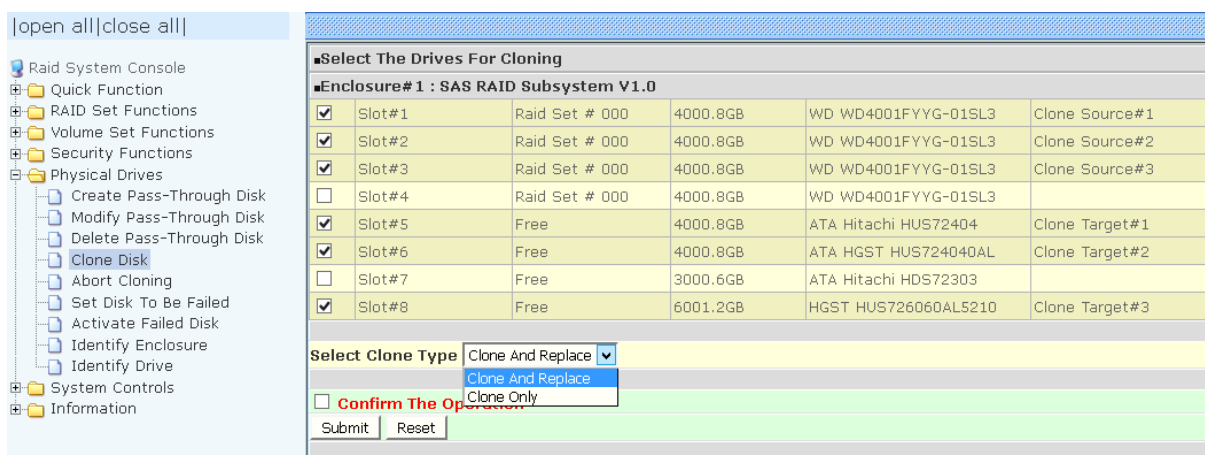 |open all|close all|
Raid System Console
Quick Function
RAID Set Functions
Volume Set Functions
Security Functions
Physical Drives
Create Pass-Through Disk
Modify Pass-Through Disk
Delete Pass-Through Disk
Clone Disk
Abort Cloning
Set Disk To Be Failed
Activate Failed Disk
Identify Enclosure
Identify Drive
System Controls
Information
Select The Drives For Cloning
Enclosure#1 : SAS RAID Subsystem V1.0
Slot#1 Raid Set # 000 4000.8GB WD WD4001FYYG-01SL3 Clone Source#1
Slot#2 Raid Set # 000 4000.8GB WD WD4001FYYG-01SL3 Clone Source#2
Slot#3 Raid Set # 000 4000.8GB WD WD4001FYYG-01SL3 Clone Source#3
Slot#4 Raid Set # 000 4000.8GB WD WD4001FYYG-01SL3
Slot#5 Free 4000.8GB ATA Hitachi HUS72404 Clone Target#1
Slot#6 Free 4000.8GB ATA HGST HUS724040AL Clone Target#2
Slot#7 Free 3000.6GB ATA Hitachi HDS72303
Slot#8 Free 6001.2GB HGST HUS726060AL5210 Clone Target#3
Select Clone Type Clone And Replace
Clone And Replace
Clone Only
Confirm The Operation
Submit Reset